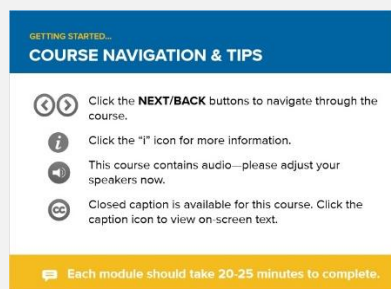 GETTING STARTED...
COURSE NAVIGATION & TIPS
Click the NEXT/BACK buttons to navigate through the
course.
i
Click the “i” icon for more information.
This course contains audio—please adjust your
speakers now.
cc
Closed caption is available for this course. Click the
caption icon to view on-screen text.
Each module should take 20-25 minutes to complete.